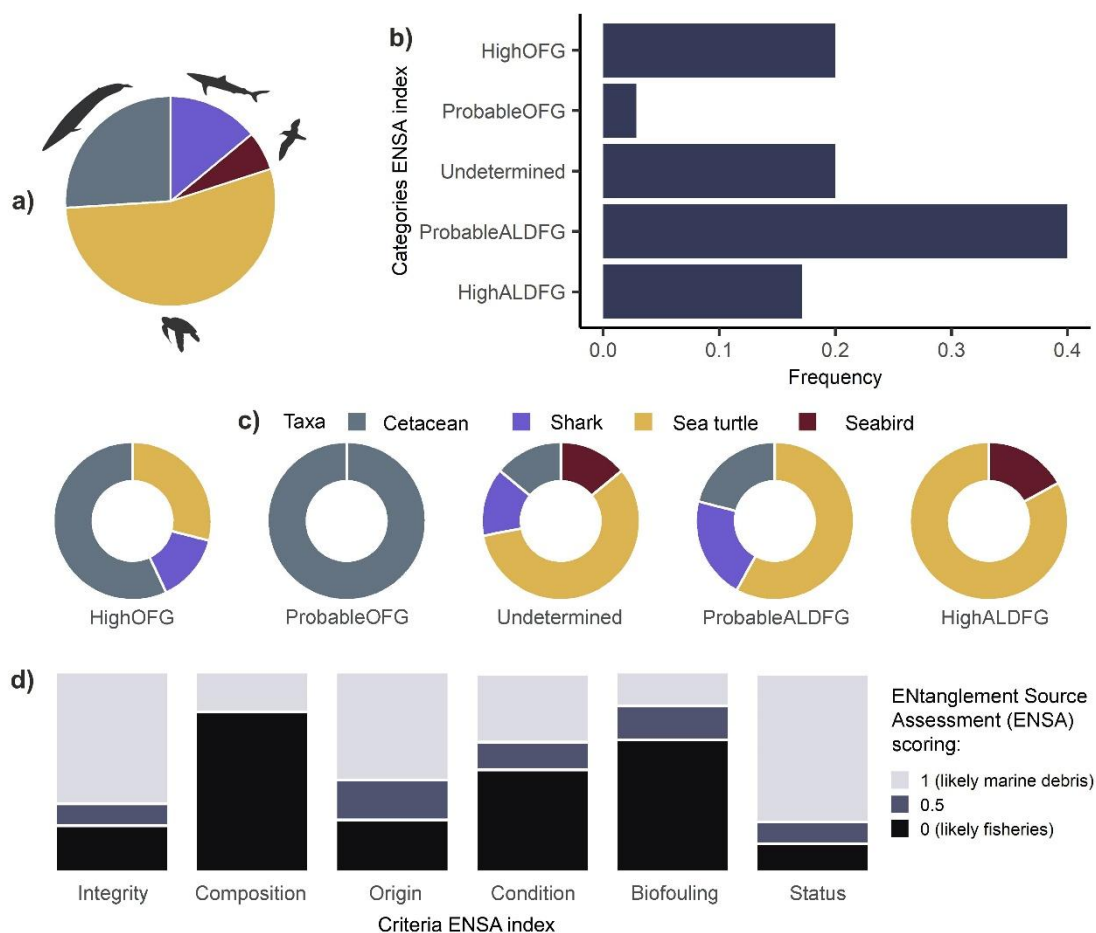 a)
b)
Categories ENSA index
HighOFG
ProbableOFG
Undetermined
ProbableALDFG
HighALDFG
0.0 0.1 0.2 0.3 0.4
Frequency
c)
Taxa Cetacean Shark Sea turtle Seabird
HighOFG ProbableOFG Undetermined ProbableALDFG HighALDFG
d)
Integrity Composition Origin Condition Biofouling Status
Criteria ENSA index
ENtanglement Source
Assessment (ENSA)
scoring:
1 (likely marine debris)
0.5
0 (likely fisheries)